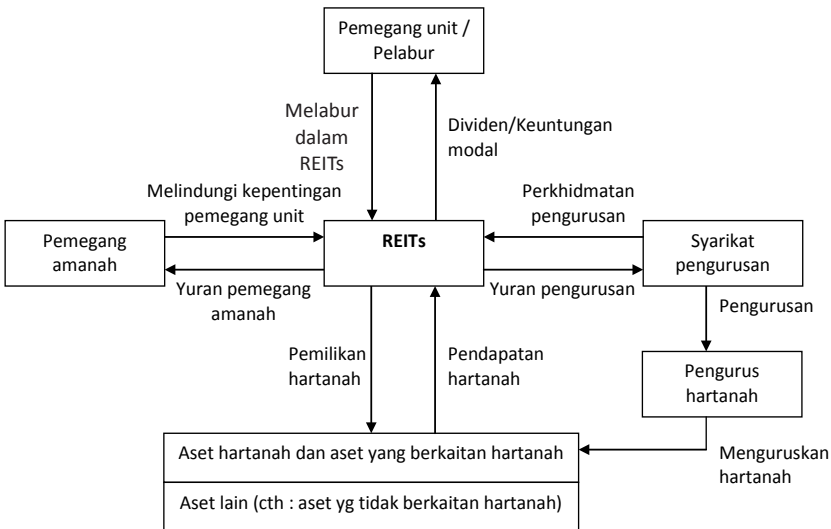 Pemegang unit /
Pelabur
Melabur
dalam
REITs
Dividen/Keuntungan
modal
Melindungi kepentingan
pemegang unit
Perkhidmatan
pengurusan
Pemegang
amanah
REITs
Syarikat
pengurusan
Yuran pemegang
amanah
Yuran pengurusan
Pengurusan
Pemilikan
hartanah
Pendapatan
hartanah
Pengurus
hartanah
Aset hartanah dan aset yang berkaitan hartanah
Menguruskan
hartanah
Aset lain (cth : aset yg tidak berkaitan hartanah)